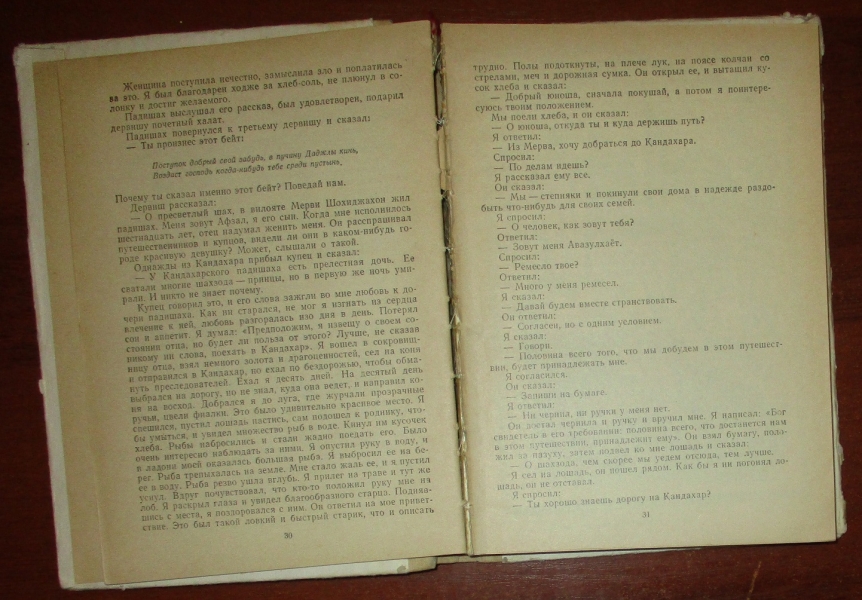 Женщина поступила нечестно, замыслила зло и поплатилась
за это. Я был благодарен ходже за хлеб-соль, не плюнул в со-
лонку и достиг желаемого.
Падишах выслушал его рассказ, был удовлетворен, подарил
дервишу почетный халат.
Падишах повернулся к третьему дервишу и сказал:
— Ты произнес этот бейт:
Поступок добрый свой забудь, в пучину Даджлы кинь,
Воздаст господь когда-нибудь тебе среди пустынь,
Почему ты сказал именно этот бейт? Поведай нам.
Дервиш рассказал:
— О пресветлый шах, в вилояте Мерви Шохиджахон жил
падишах. Меня зовут Афзал, я его сын. Когда мне исполнилось
шестнадцать лет, отец надумал женить меня. Он расспрашивал
путешественников и купцов, видели ли они в каком-нибудь го-
роде красивую девушку? Может, слышали о такой.
Однажды из Кандахара прибыл купец и сказал:
— У Кандахарского падишаха есть прелестная дочь. Ее
сватали многие шахзода — принцы, но в первую же ночь уми-
рали. И никто не знает почему.
Купец говорил это, и его слова зажгли во мне любовь к до-
чери падишаха. Как ни старался, не мог я изгнать из сердца
влечение к ней, любовь разгоралась изо дня в день. Потерял
сон и аппетит. Я думал: «Предположим, я извещу о своем со-
стоянии отца, но будет ли польза от этого? Лучше, не сказав
никому ни слова, поехать в Кандахар». Я вошел в сокровищ-
ницу отца, взял немного золота и драгоценностей, сел на коня
и отправился в Кандахар, но ехал по бездорожью, чтобы обма-
нуть преследователей. Ехал я десять дней. На десятый день
выбрался на дорогу, но не знал, куда она ведет, и направил ко-
ня на восход. Добрался я до луга, где журчали прозрачные
ручьи, цвели фиалки. Это было удивительно красивое место. Я
спешился, пустил лошадь пастись, сам подошел к роднику, что-
бы умыться, и увидел множество рыб в воде. Кинул им кусочек
хлеба. Рыбы набросились и стали жадно поедать его. Было
очень интересно наблюдать за ними. Я опустил руку в воду, и
в ладони моей оказалась большая рыба. Я выбросил ее на бе-
рег. Рыба трепыхалась на земле. Мне стало жаль ее, и я пустил
ее в воду. Рыба резво ушла вглубь. Я прилег на траве и тут же
уснул. Вдруг почувствовал, что кто-то положил руку мне на
лоб. Я раскрыл глаза и увидел благообразного старца. Подняв-
шись с места, я поздоровался с ним. Он ответил на мое привет-
ствие. Это был такой ловкий и быстрый старик, что и описать
30
трудно. Полы подоткнуты, на плече лук, на поясе колчан со
стрелами, меч и дорожная сумка. Он открыл ее, и вытащил ку-
сок хлеба и сказал:
— Добрый юноша, сначала покушай, а потом я поинтере-
суюсь твоим положением.
Мы поели хлеба, и он сказал:
— О юноша, откуда ты и куда держишь путь?
Я ответил:
— Из Мерва, хочу добраться до Кандахара.
Спросил:
— По делам идешь?
Я рассказал ему все.
Он сказал:
— Мы — степняки и покинули свои дома в надежде раздо-
быть что-нибудь для своих семей.
Я спросил:
— О человек, как зовут тебя?
Ответил:
— Зовут меня Авазулхаёт.
Спросил:
— Ремесло твое?
Ответил:
— Много у меня ремесел.
Я сказал:
— Давай будем вместе странствовать.
Он ответил:
— Согласен, но с одним условием.
Я сказал:
— Говори.
— Половина всего того, что мы добудем в этом путешест-
вии, будет принадлежать мне.
Я согласился.
Он сказал:
— Запиши на бумаге.
Я ответил:
— Ни чернил, ни ручки у меня нет.
Он достал чернила и ручку и вручил мне. Я написал: «Бог
свидетель в его требовании: половина всего, что достанется нам
в этом путешествии, принадлежит ему». Он взял бумагу, поло-
жил за пазуху, затем подвел ко мне лошадь и сказал:
— О шахзода, чем скорее мы уедем отсюда, тем лучше.
Я сел на лошадь, он пошел рядом. Как бы я ни погонял ло-
шадь, он не отставал.
Я спросил:
— Ты хорошо знаешь дорогу на Кандахар?
31